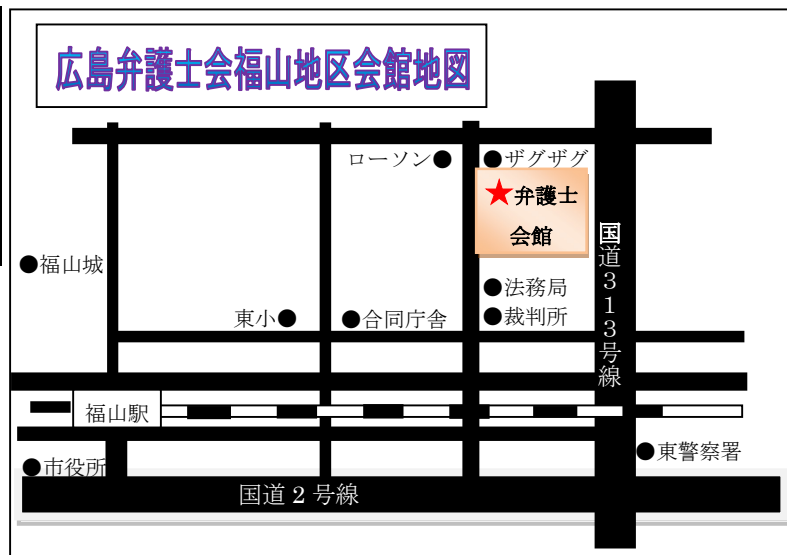 広島弁護士会福山地区会館地図
ローソン●
●ザグザグ
★弁護士
会館
国道313号線
●福山城
●法務局
東小●
●合同庁舎
●裁判所
福山駅
●東警察署
●市役所
国道2号線